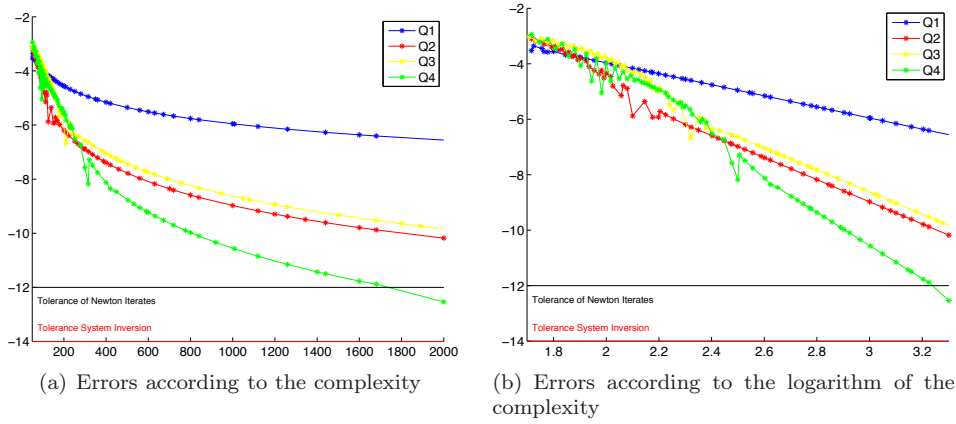 −2
−4
−6
−8
−10
−12
−14
200 400 600 800 1000 1200 1400 1600 1800 2000
Q1
Q2
Q3
Q4
Tolerance of Newton Iterates
Tolerance System Inversion
(a) Errors according to the complexity
−2
−4
−6
−8
−10
−12
−14
1.8 2 2.2 2.4 2.6 2.8 3 3.2
Q1
Q2
Q3
Q4
Tolerance of Newton Iterates
Tolerance System Inversion
(b) Errors according to the logarithm of the
complexity